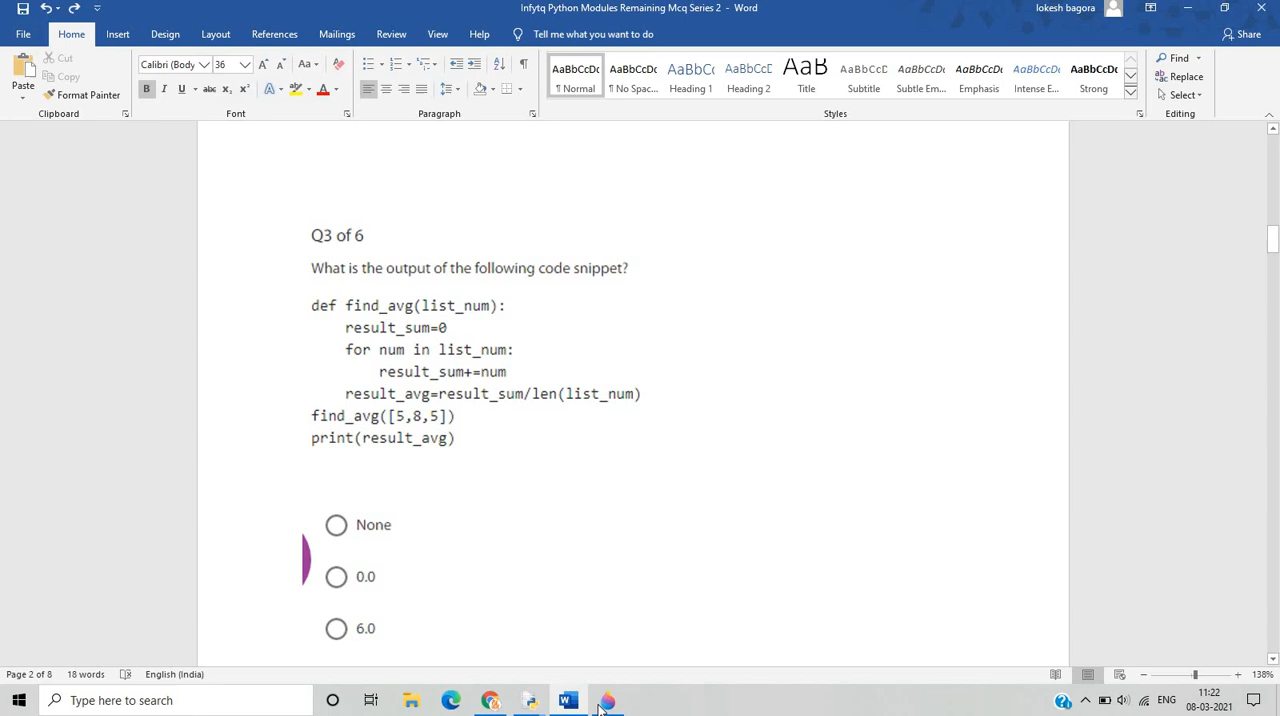 Infytq Python Modules Remaining Mcq Series 2 - Word
lokesh bagora
File Home Insert Design Layout References Mailings Review View Help Tell me what you want to do Share
Paste
Cut
Copy
Format Painter
Clipboard
Calibri (Body 36
Font
Paragraph
AaBbCcDc AaBbCcDc AaBbCc AaBbCcC AaB AaBbCcD AaBbCcDc AaBbCcDc AaBbCcDc AaBbCcDc
¶ Normal ¶ No Spac... Heading 1 Heading 2 Title Subtitle Subtle Em... Emphasis Intense E... Strong
Styles
Find
Replace
Select
Editing
Q3 of 6
What is the output of the following code snippet?
def find_avg(list_num):
    result_sum=0
    for num in list_num:
        result_sum+=num
    result_avg=result_sum/len(list_num)
find_avg([5,8,5])
print(result_avg)
None
0.0
6.0
Page 2 of 8 18 words English (India) 138%
Type here to search
ENG
11:22
08-03-2021